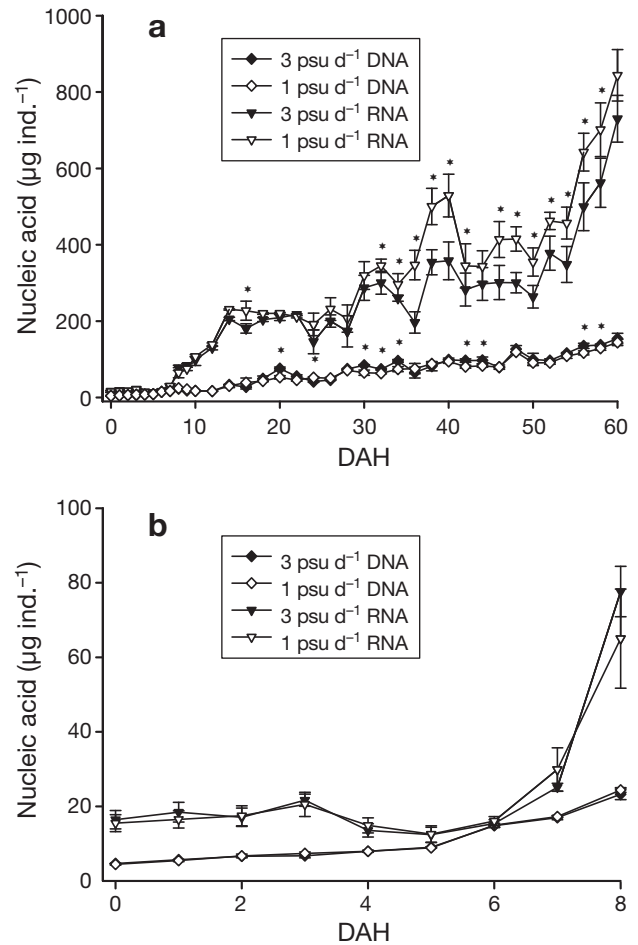 a
1000
800
600
400
200
0
Nucleic acid (µg ind.⁻¹)
3 psu d⁻¹ DNA
1 psu d⁻¹ DNA
3 psu d⁻¹ RNA
1 psu d⁻¹ RNA
* * * * * * * * * * * * * * *
* * * * * * * * *
0 10 20 30 40 50 60
DAH
b
100
80
60
40
20
0
Nucleic acid (µg ind.⁻¹)
3 psu d⁻¹ DNA
1 psu d⁻¹ DNA
3 psu d⁻¹ RNA
1 psu d⁻¹ RNA
0 2 4 6 8
DAH